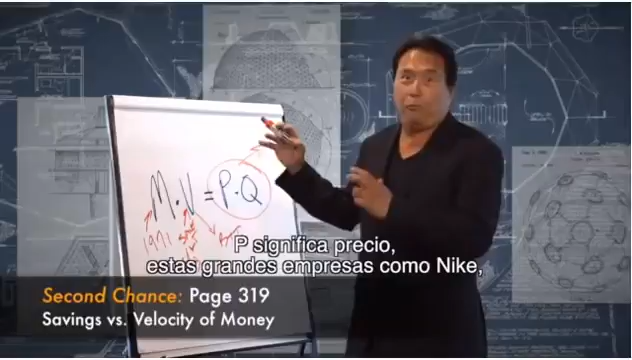 M·V = P·Q
1971
P significa precio,
estas grandes empresas como Nike,
Second Chance: Page 319
Savings vs. Velocity of Money